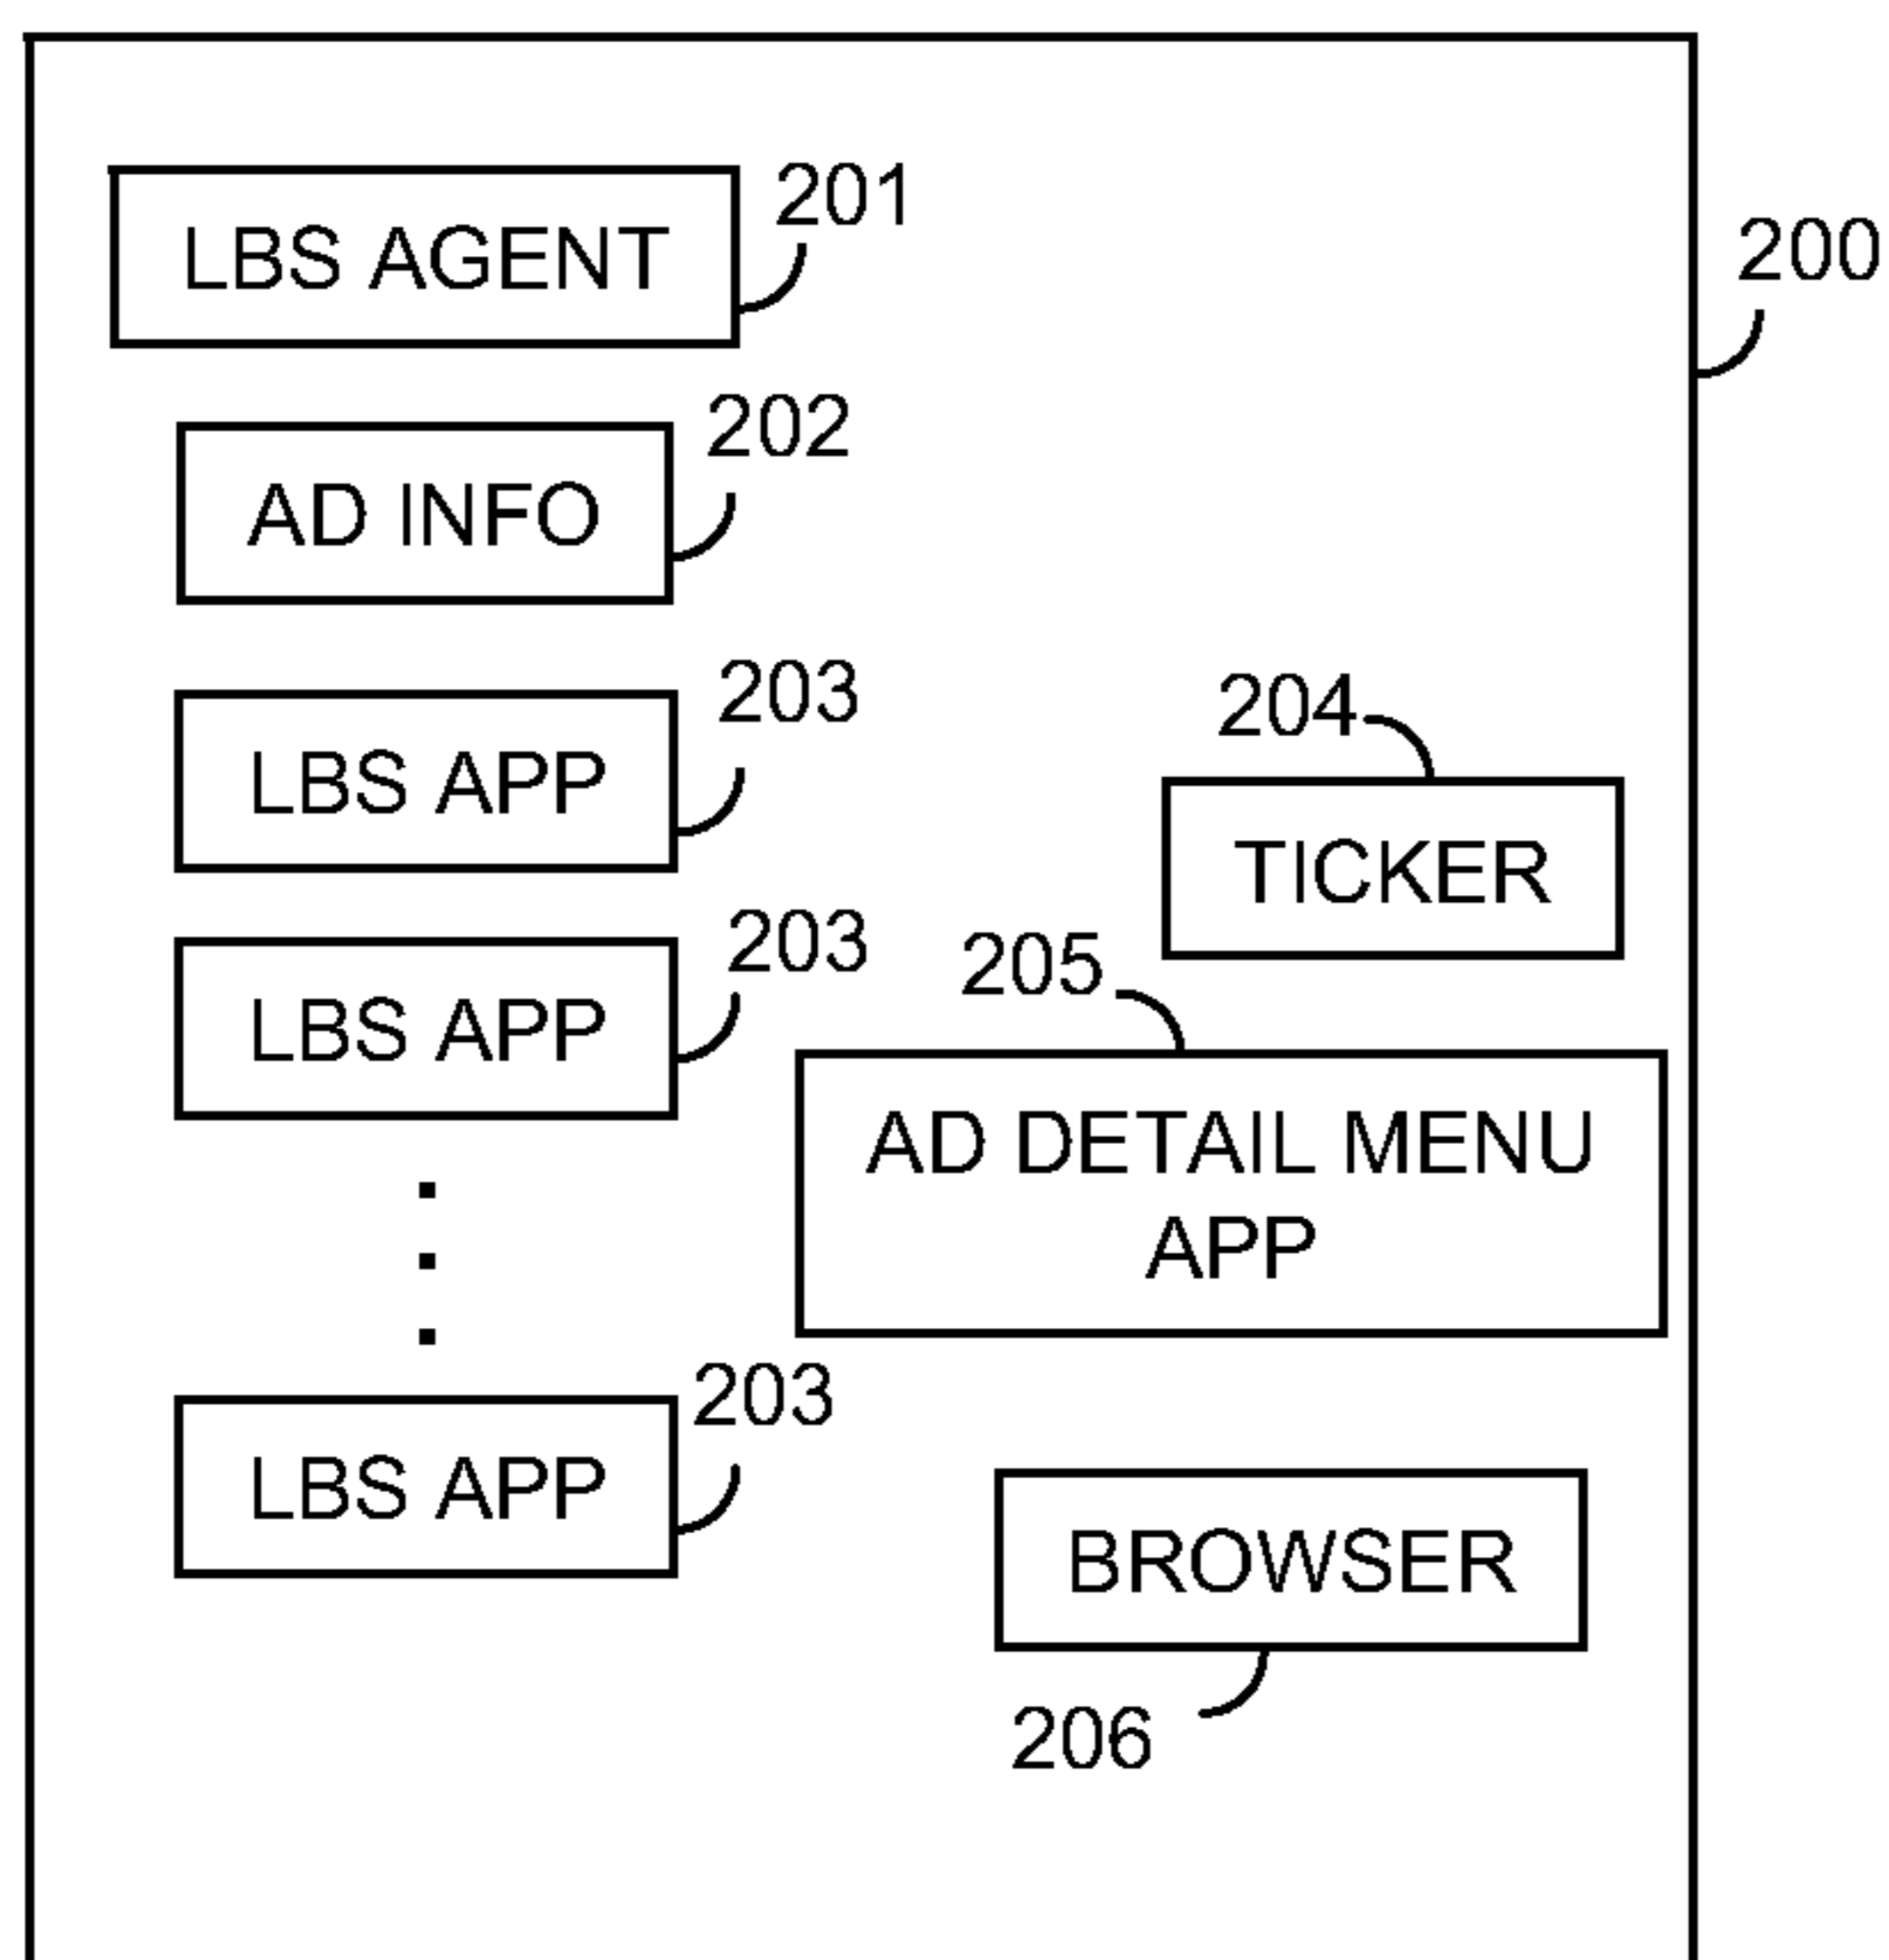 201
LBS AGENT
200
202
AD INFO
203
LBS APP
204
TICKER
203
LBS APP
205
AD DETAIL MENU
APP
203
LBS APP
BROWSER
206